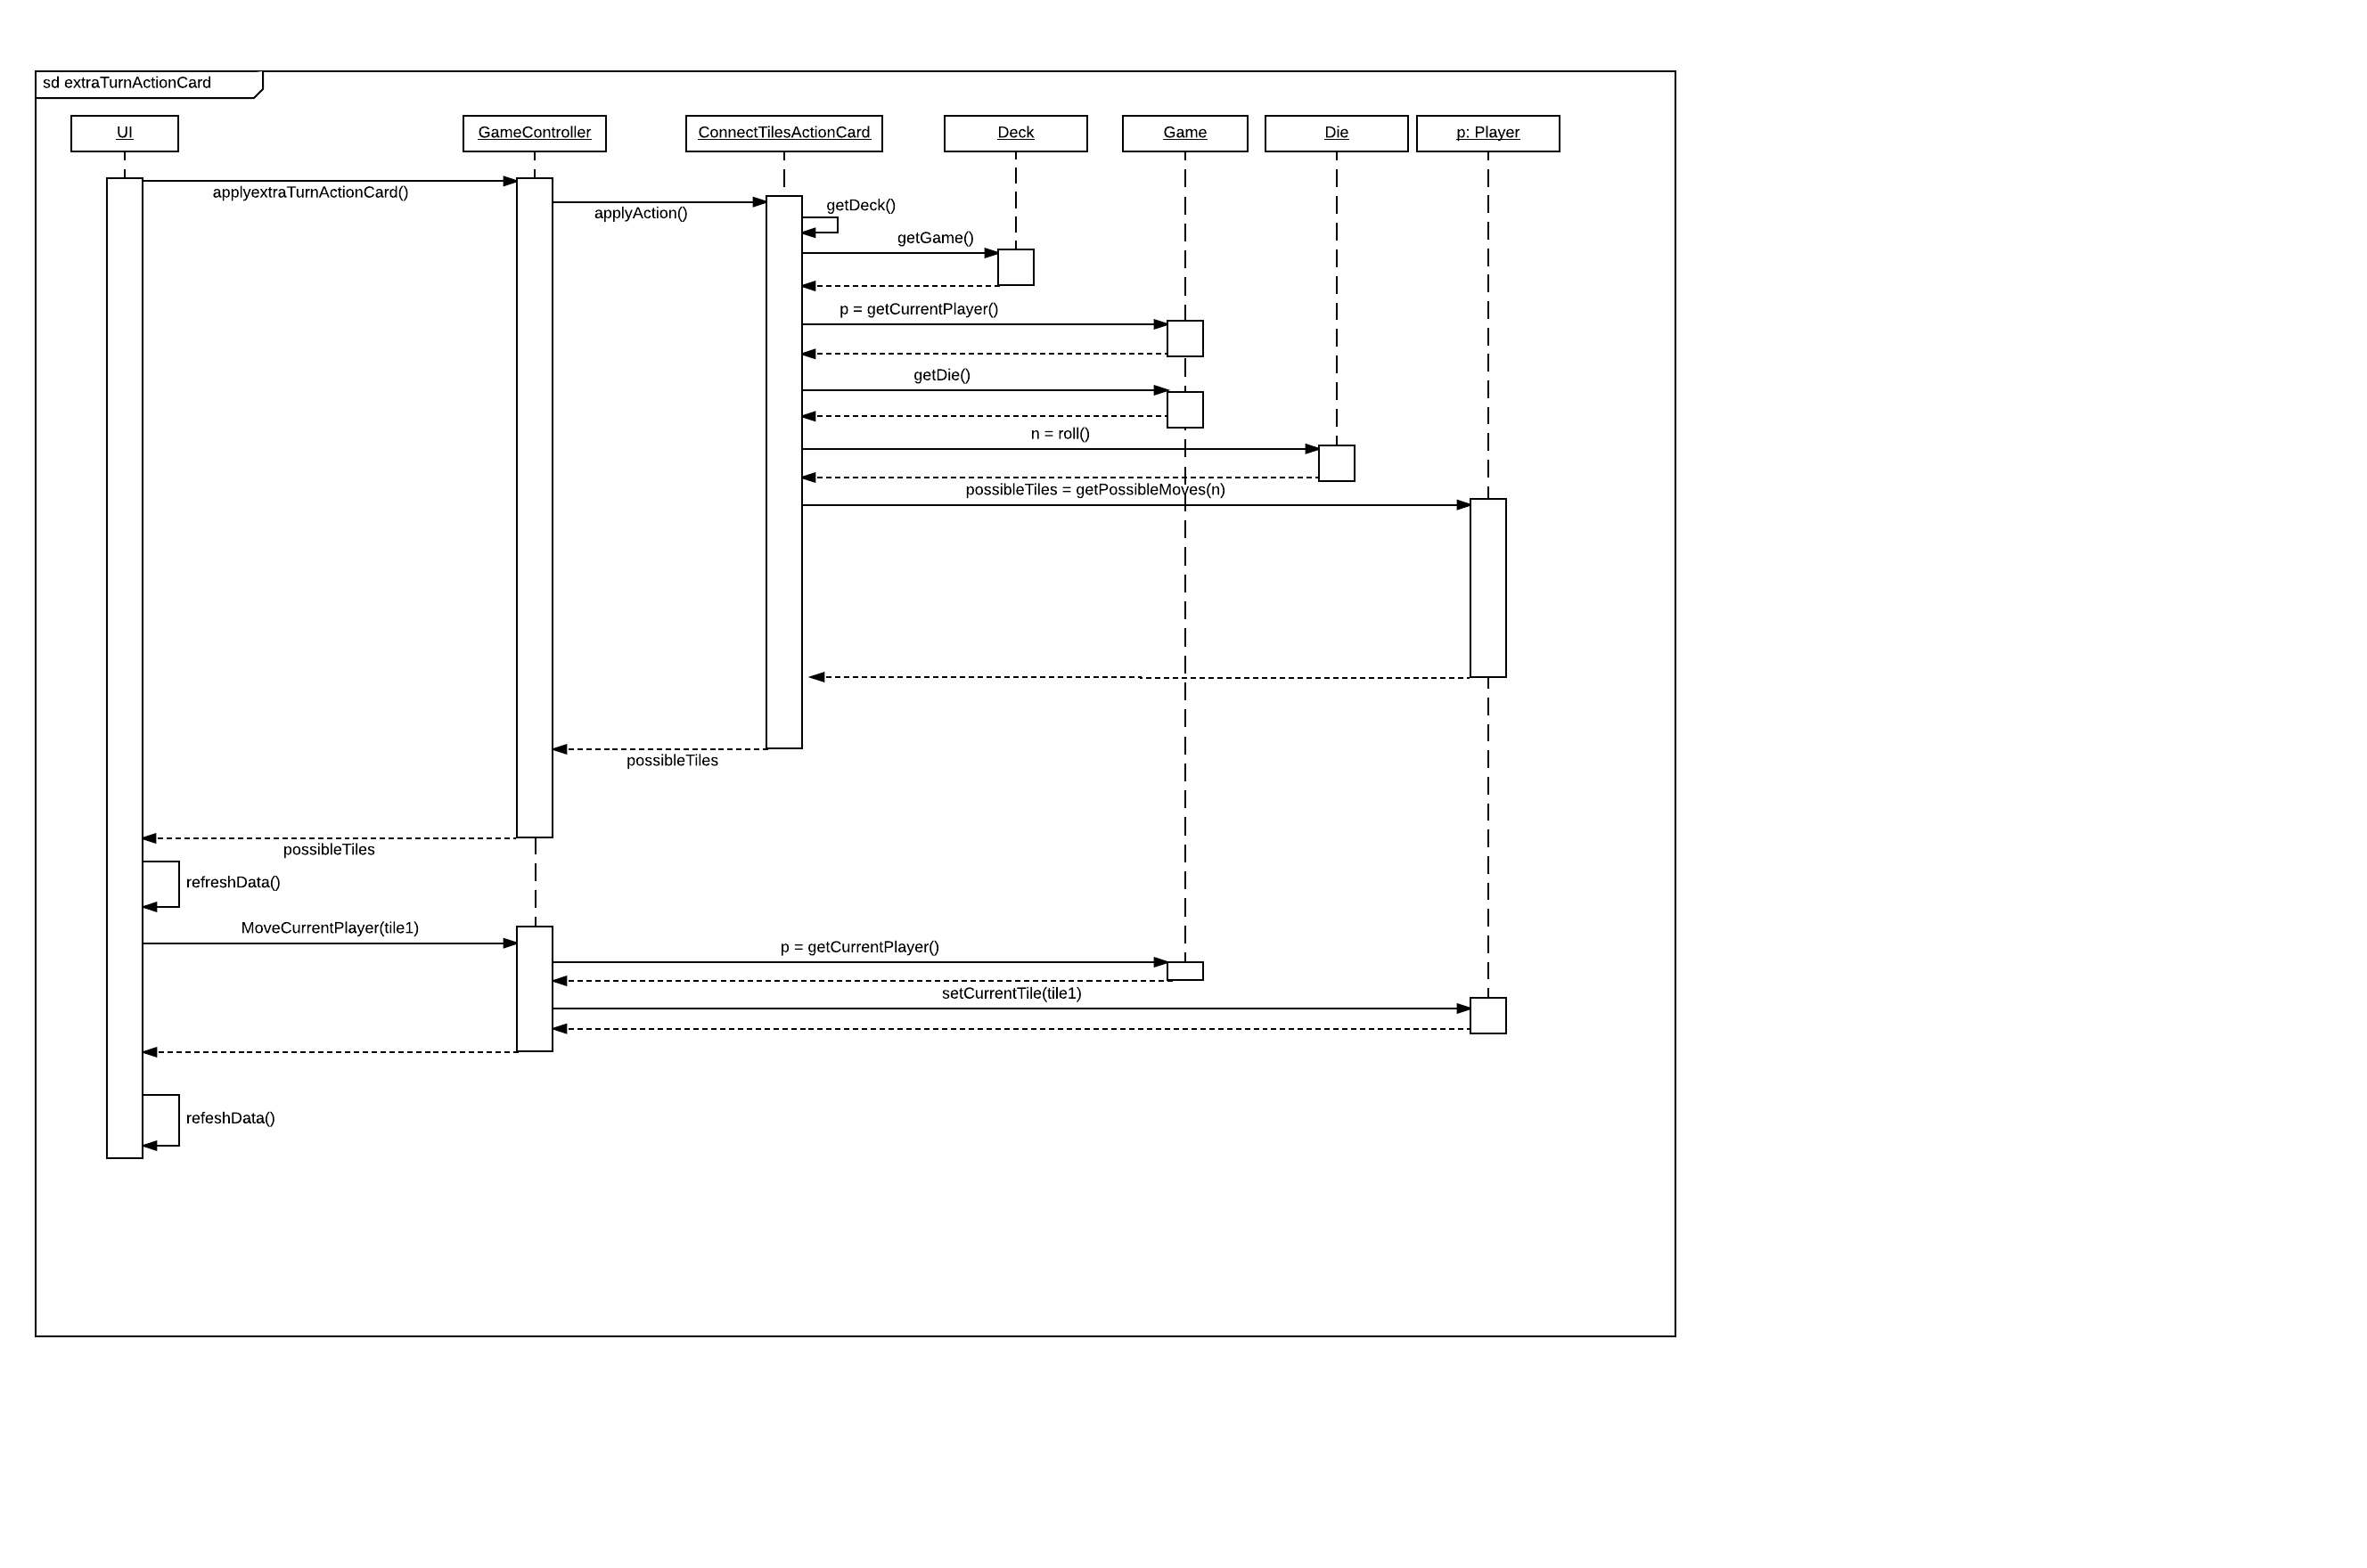 sd extraTurnActionCard
UI
GameController
ConnectTilesActionCard
Deck
Game
Die
p: Player
applyextraTurnActionCard()
applyAction()
getDeck()
getGame()
p = getCurrentPlayer()
getDie()
n = roll()
possibleTiles = getPossibleMoves(n)
possibleTiles
possibleTiles
refreshData()
MoveCurrentPlayer(tile1)
p = getCurrentPlayer()
setCurrentTile(tile1)
refeshData()